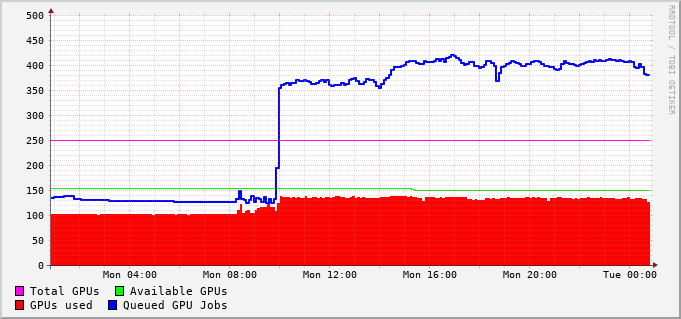 500
450
400
350
300
250
200
150
100
50
0
Mon 04:00 Mon 08:00 Mon 12:00 Mon 16:00 Mon 20:00 Tue 00:00
Total GPUs Available GPUs
GPUs used Queued GPU Jobs
RRDTOOL / TOBI OETIKER